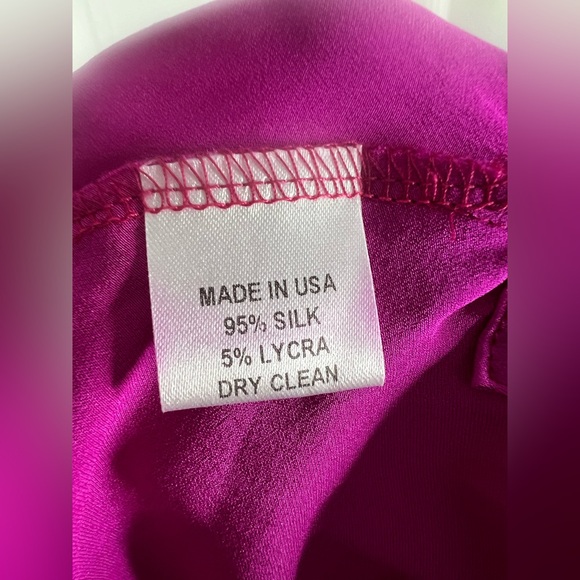 MADE IN USA
95% SILK
5% LYCRA
DRY CLEAN